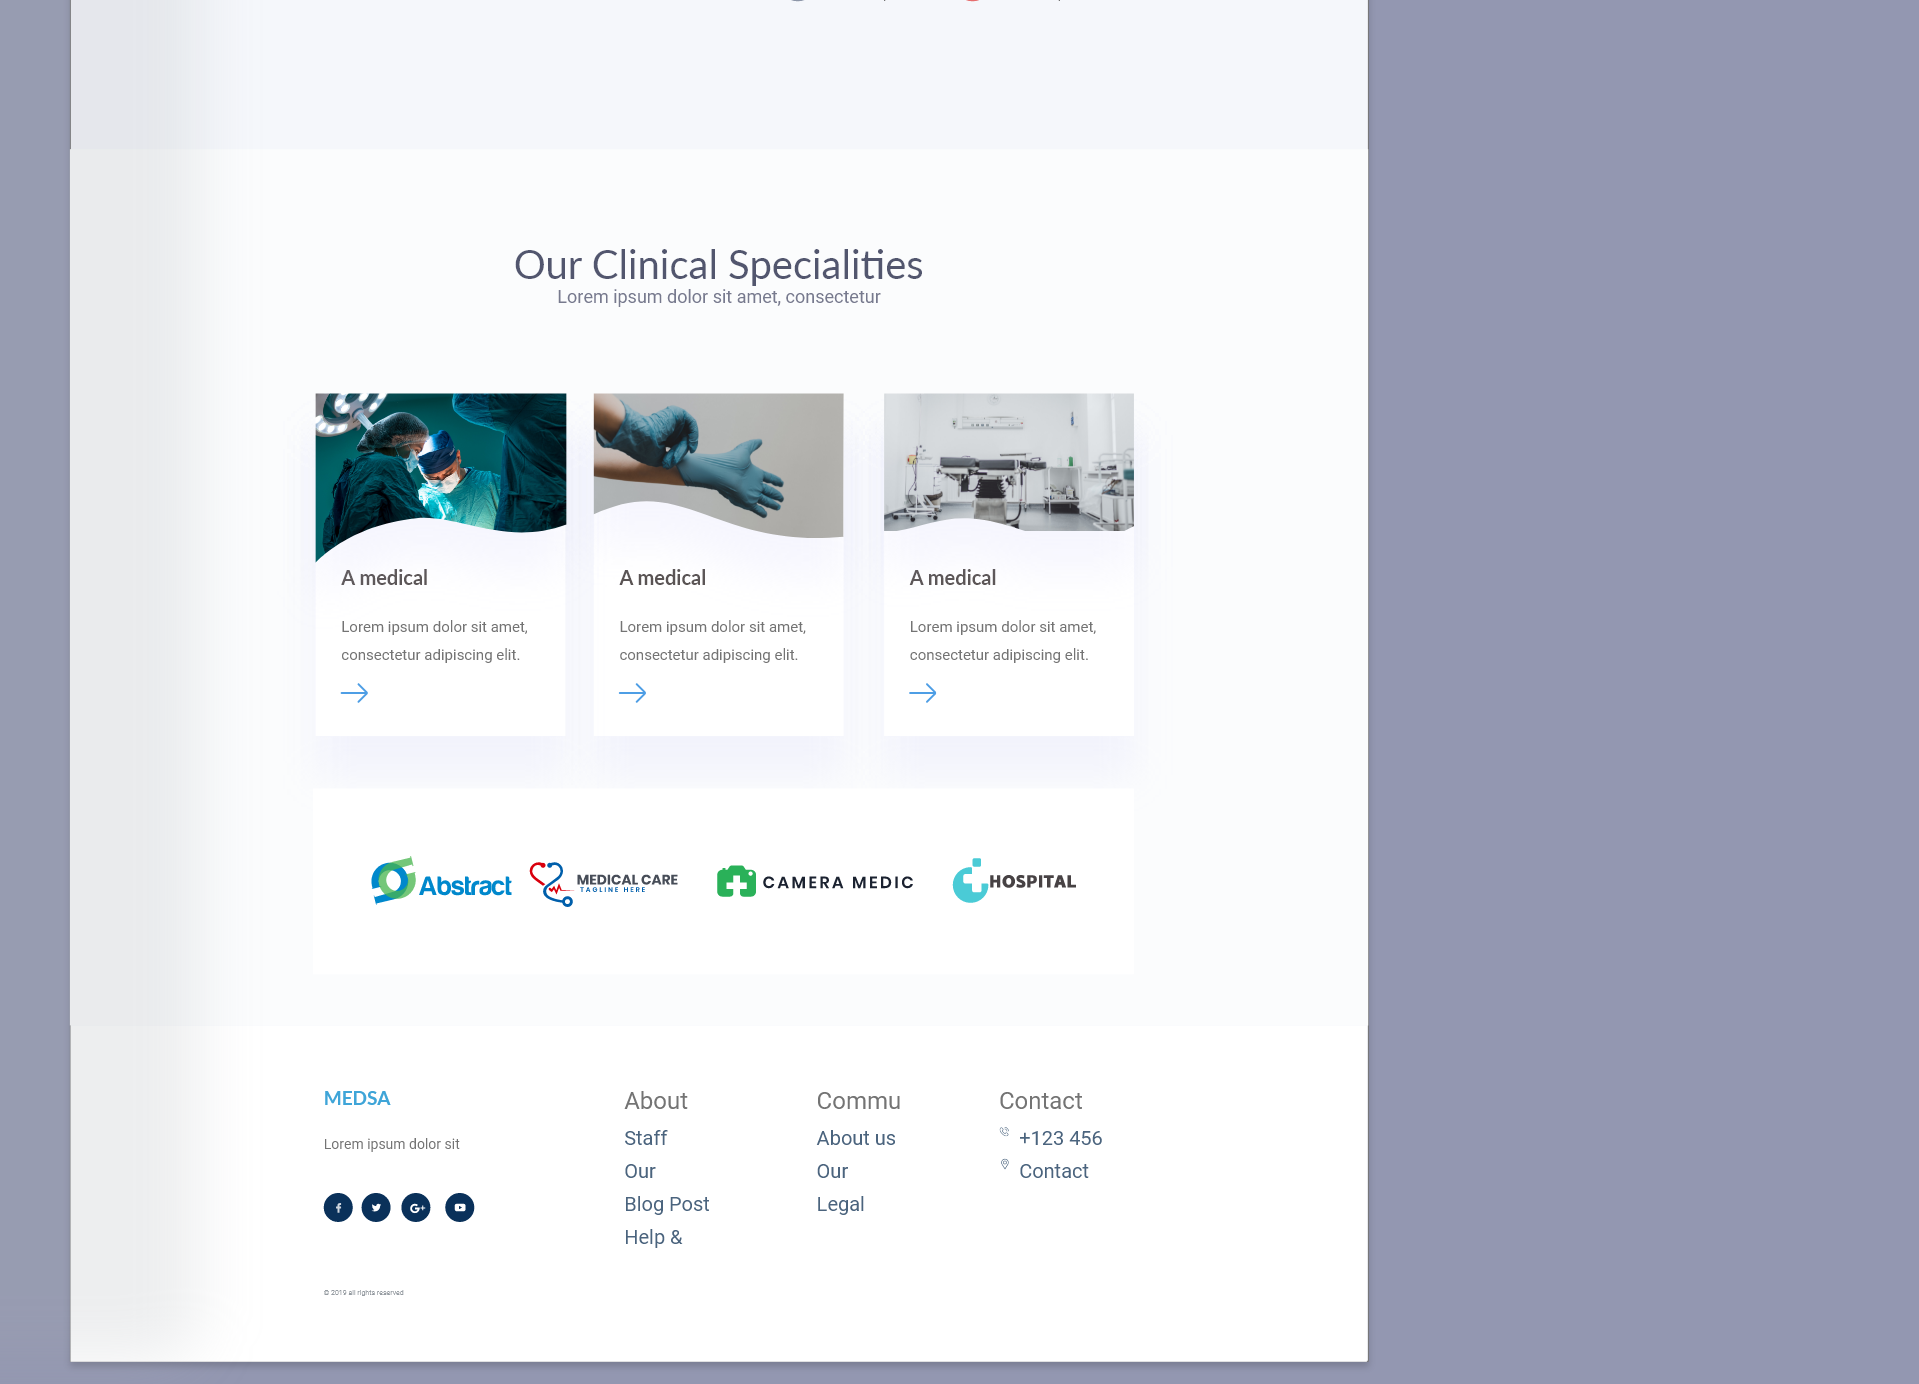 Our Clinical Specialities
Lorem ipsum dolor sit amet, consectetur
A medical
Lorem ipsum dolor sit amet,
consectetur adipiscing elit.
A medical
Lorem ipsum dolor sit amet,
consectetur adipiscing elit.
A medical
Lorem ipsum dolor sit amet,
consectetur adipiscing elit.
Abstract
MEDICAL CARE
TAGLINE HERE
CAMERA MEDIC
HOSPITAL
MEDSA
Lorem ipsum dolor sit
© 2019 all rights reserved
About
Staff
Our
Blog Post
Help &
Commu
About us
Our
Legal
Contact
+123 456
Contact